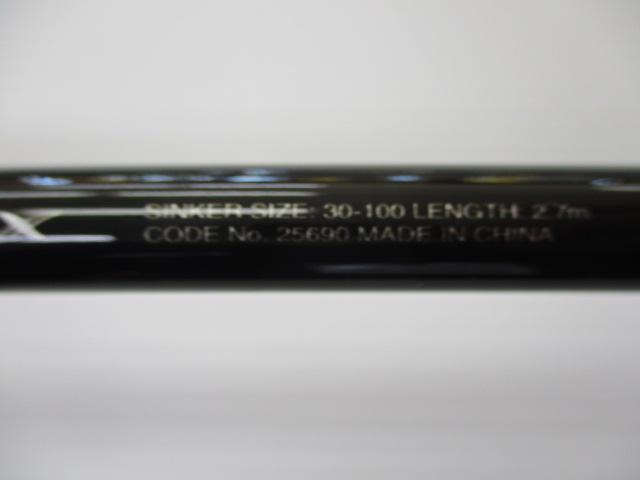 X
SINKER SIZE: 30-100 LENGTH: 2.7m
CODE No. 25690 MADE IN CHINA